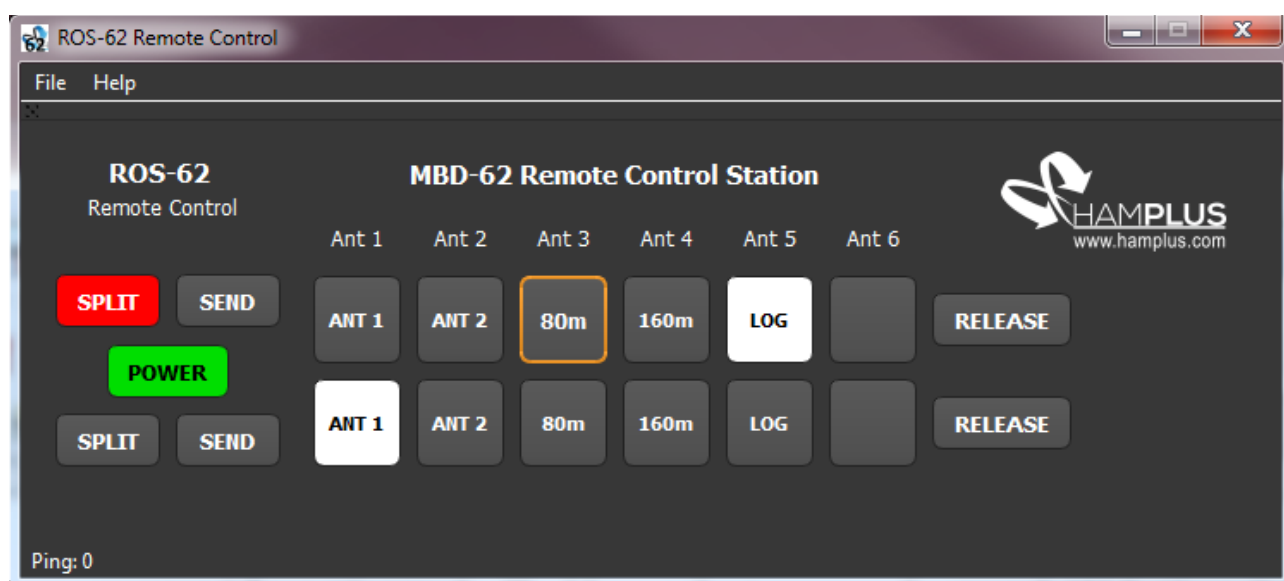 62 ROS-62 Remote Control
File Help
ROS-62
Remote Control
MBD-62 Remote Control Station
HAMPLUS
www.hamplus.com
Ant 1 Ant 2 Ant 3 Ant 4 Ant 5 Ant 6
SPLIT SEND ANT 1 ANT 2 80m 160m LOG RELEASE
POWER
SPLIT SEND ANT 1 ANT 2 80m 160m LOG RELEASE
Ping: 0